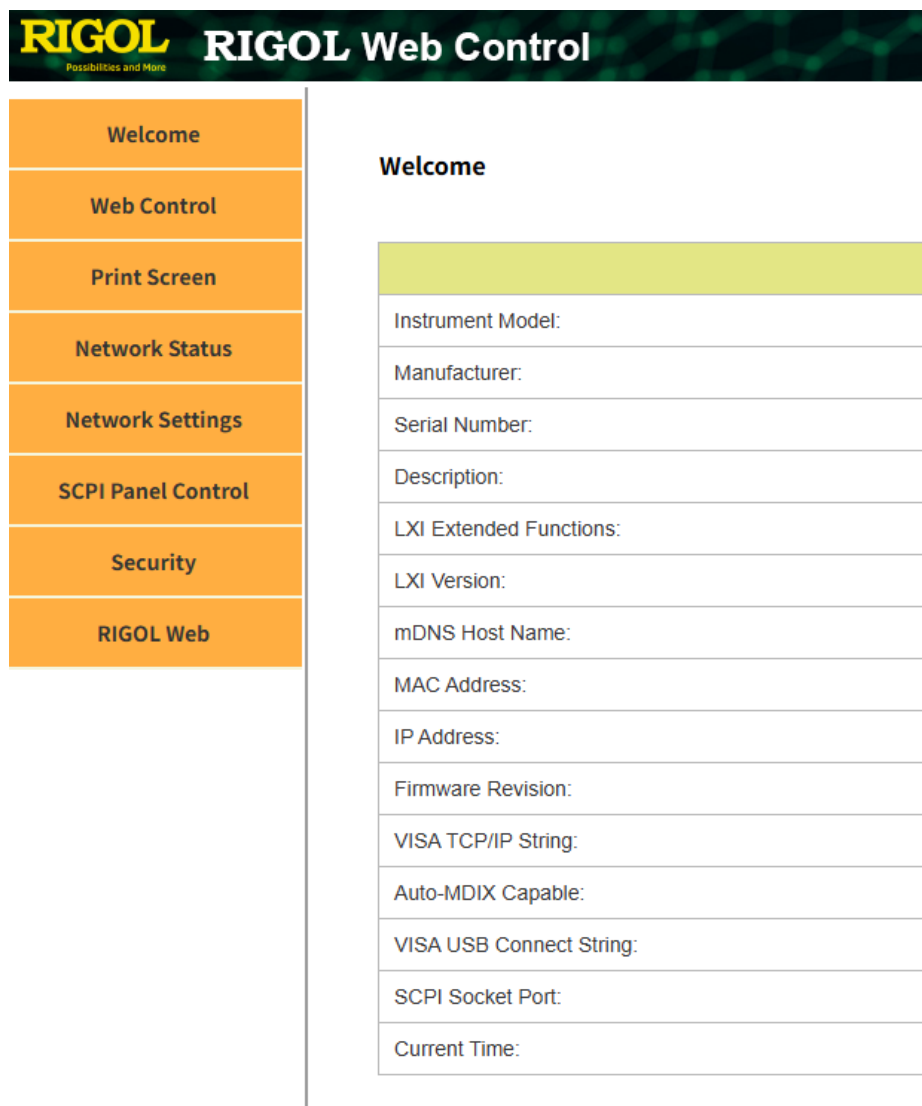 RIGOL
Possibilities and More
RIGOL Web Control
Welcome
Web Control
Print Screen
Network Status
Network Settings
SCPI Panel Control
Security
RIGOL Web
Welcome
Instrument Model:
Manufacturer:
Serial Number:
Description:
LXI Extended Functions:
LXI Version:
mDNS Host Name:
MAC Address:
IP Address:
Firmware Revision:
VISA TCP/IP String:
Auto-MDIX Capable:
VISA USB Connect String:
SCPI Socket Port:
Current Time: